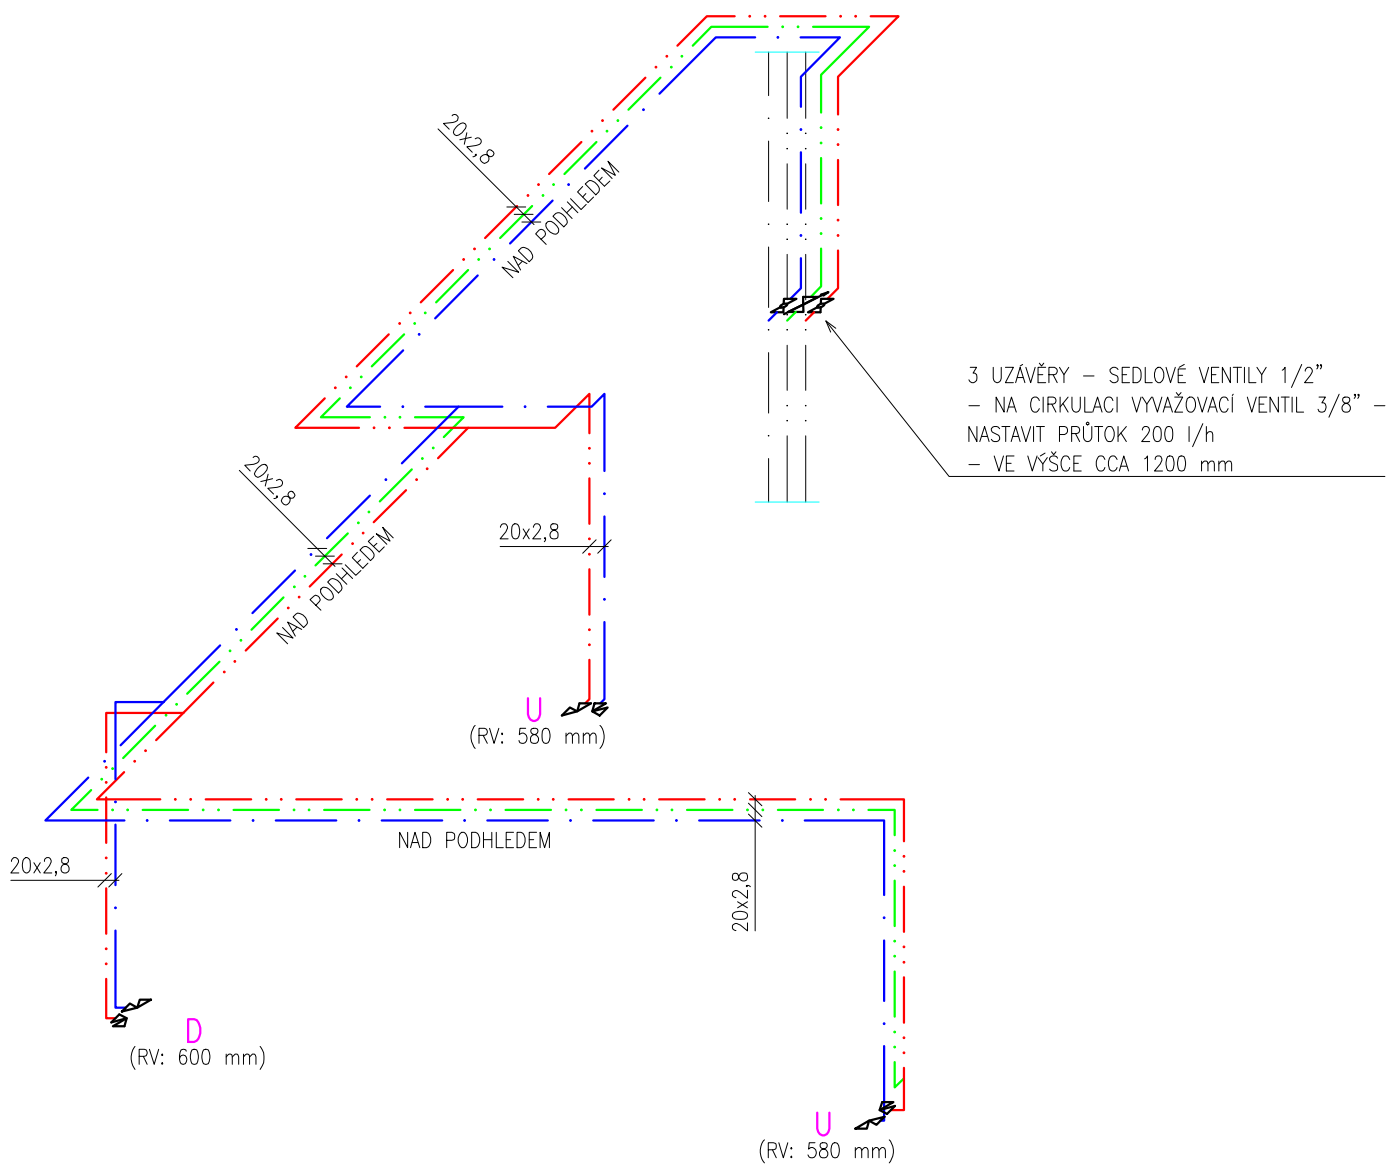 20x2,8
NAD PODHLEDEM
3 UZÁVĚRY – SEDLOVÉ VENTILY 1/2”
– NA CIRKULACI VYVAŽOVACÍ VENTIL 3/8” –
NASTAVIT PRŮTOK 200 l/h
– VE VÝŠCE CCA 1200 mm
20x2,8
NAD PODHLEDEM
20x2,8
U
(RV: 580 mm)
NAD PODHLEDEM
20x2,8
20x2,8
D
(RV: 600 mm)
U
(RV: 580 mm)